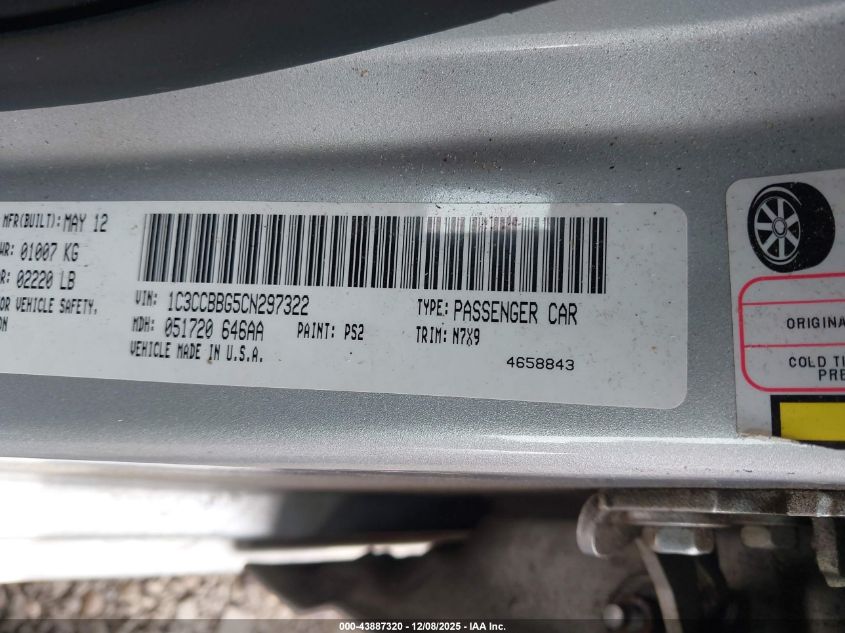 MFR(BUILT): MAY 12
WR: 01007 KG
R: 02220 LB
OR VEHICLE SAFETY,
ON
VIN: 1C3CCBBG5CN297322
TYPE: PASSENGER CAR
MDH: 051720 646AA
PAINT: PS2
TRIM: N7X9
VEHICLE MADE IN U.S.A.
4658843
ORIGINA
COLD TI
PRE
000-43887320 - 12/08/2025 - IAA Inc.